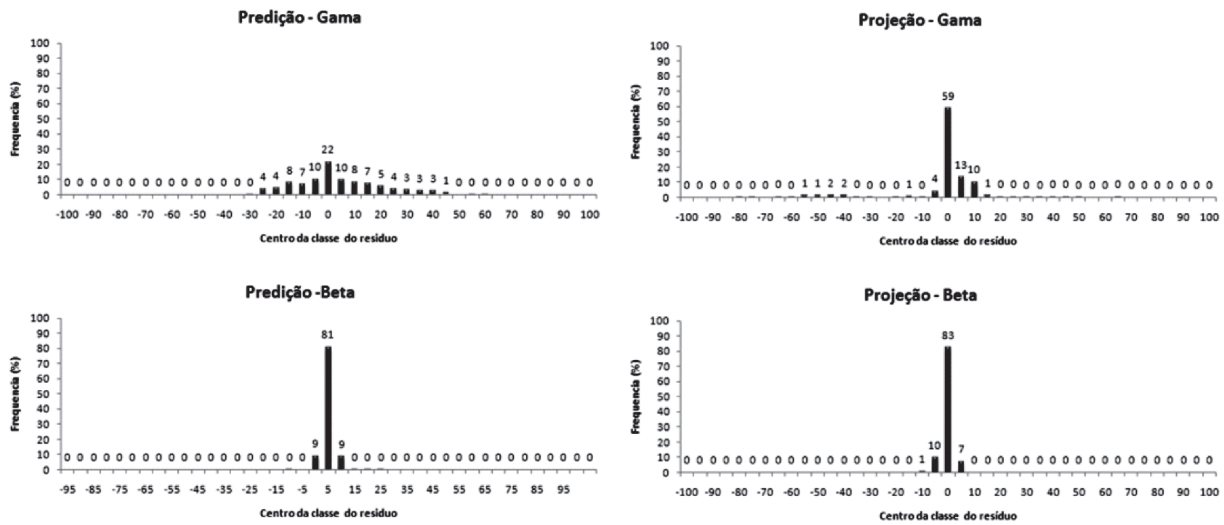 Predição - Gama
Frequencia (%)
100
90
80
70
60
50
40
30
20
10
0
0 0 0 0 0 0 0 0 0 0 0 0 0 0 0 4 4 8 7 10 22 10 8 7 5 4 3 3 3 1 0 0 0 0 0 0 0 0 0 0 0
-100 -90 -80 -70 -60 -50 -40 -30 -20 -10 0 10 20 30 40 50 60 70 80 90 100
Centro da classe do resíduo
Projeção - Gama
Frequencia (%)
100
90
80
70
60
50
40
30
20
10
0
0 0 0 0 0 0 0 0 0 1 1 2 2 0 0 0 0 1 0 4 59 13 10 1 0 0 0 0 0 0 0 0 0 0 0 0 0 0 0 0 0
-100 -90 -80 -70 -60 -50 -40 -30 -20 -10 0 10 20 30 40 50 60 70 80 90 100
Centro da classe do resíduo
Predição -Beta
Frequencia (%)
100
90
80
70
60
50
40
30
20
10
0
0 0 0 0 0 0 0 0 0 0 0 0 0 0 0 0 0 0 0 9 81 9 0 0 0 0 0 0 0 0 0 0 0 0 0 0 0 0 0 0
-95 -85 -75 -65 -55 -45 -35 -25 -15 -5 5 15 25 35 45 55 65 75 85 95
Centro da classe do resíduo
Projeção - Beta
Frequencia (%)
100
90
80
70
60
50
40
30
20
10
0
0 0 0 0 0 0 0 0 0 0 0 0 0 0 0 0 0 0 1 10 83 7 0 0 0 0 0 0 0 0 0 0 0 0 0 0 0 0 0 0 0
-100 -90 -80 -70 -60 -50 -40 -30 -20 -10 0 10 20 30 40 50 60 70 80 90 100
Centro da classe do resíduo